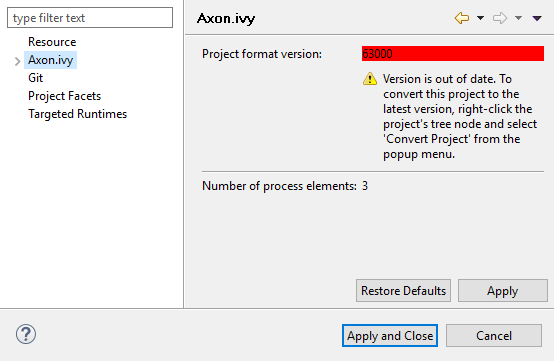 type filter text
Resource
Axon.ivy
Git
Project Facets
Targeted Runtimes
Axon.ivy
Project format version: 63000
Version is out of date. To
convert this project to the
latest version, right-click the
project's tree node and select
'Convert Project' from the
popup menu.
Number of process elements: 3
Restore Defaults
Apply
Apply and Close
Cancel